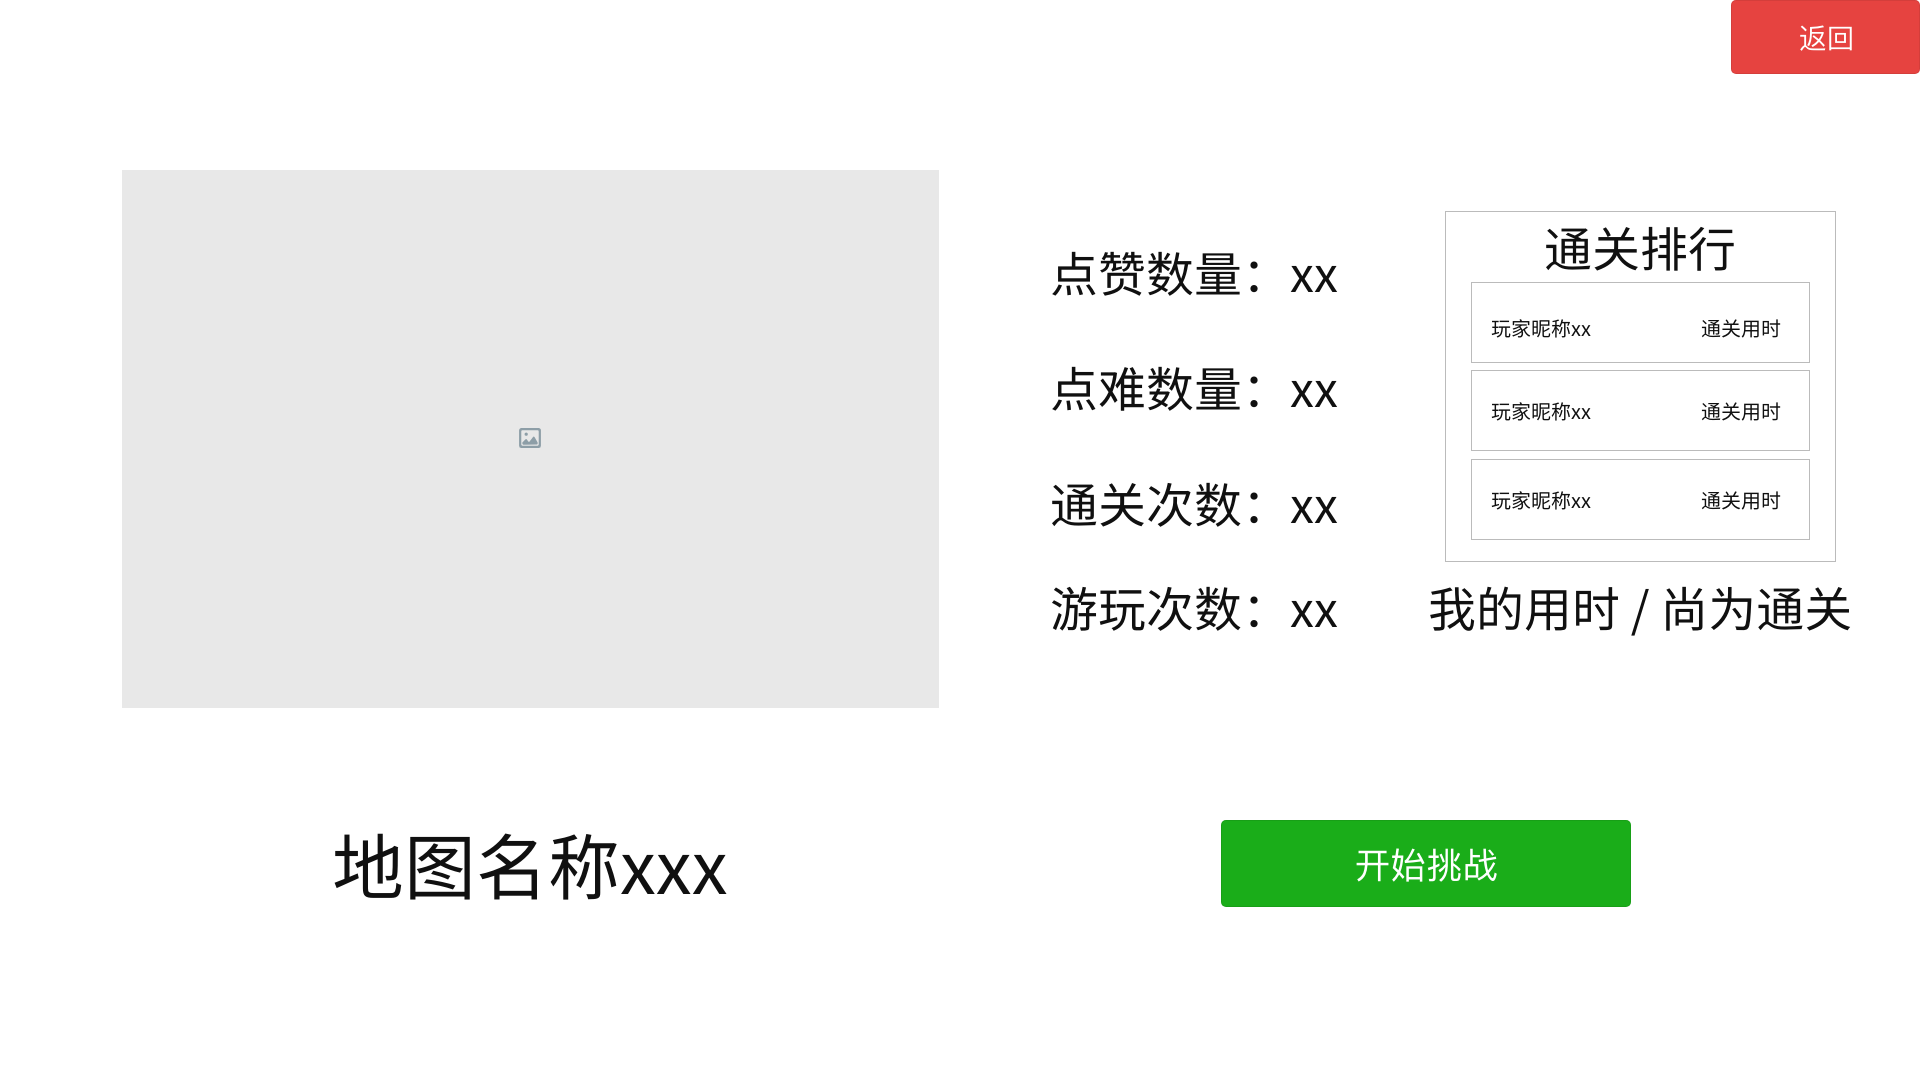 返回
点赞数量：xx
点难数量：xx
通关次数：xx
游玩次数：xx
通关排行
玩家昵称xx 通关用时
玩家昵称xx 通关用时
玩家昵称xx 通关用时
我的用时 / 尚为通关
地图名称xxx
开始挑战